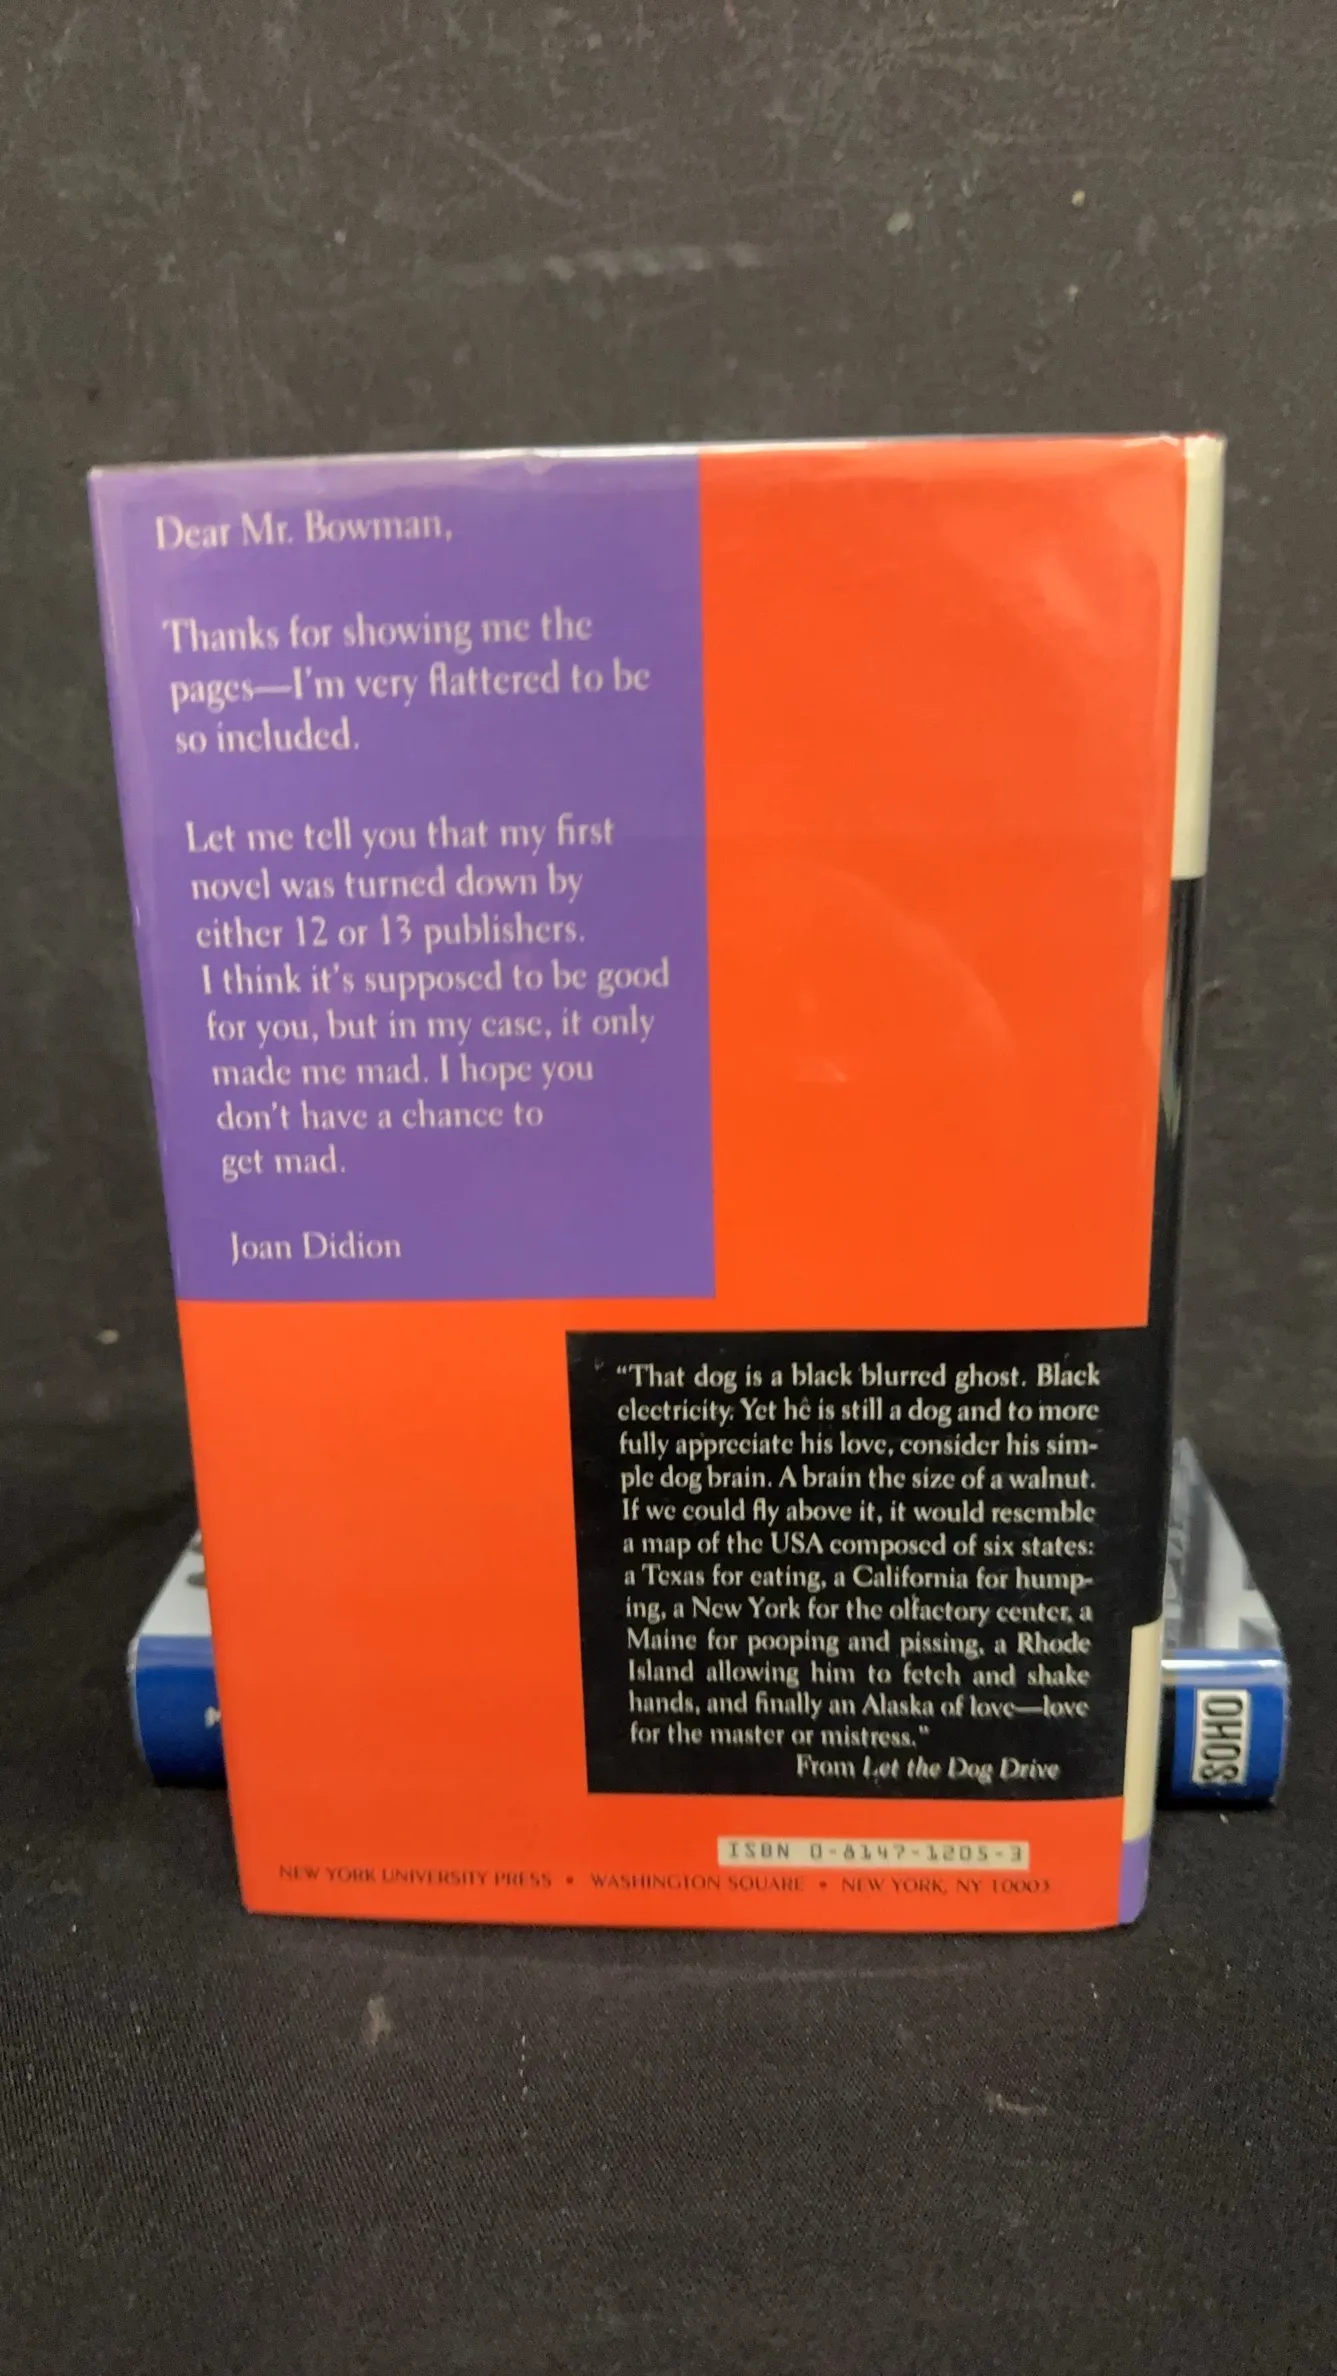 Dear Mr. Bowman,
Thanks for showing me the
pages—I'm very flattered to be
so included.
Let me tell you that my first
novel was turned down by
either 12 or 13 publishers.
I think it's supposed to be good
for you, but in my case, it only
made me mad. I hope you
don't have a chance to
get mad.
Joan Didion
"That dog is a black blurred ghost. Black
electricity. Yet he is still a dog and to more
fully appreciate his love, consider his sim-
ple dog brain. A brain the size of a walnut.
If we could fly above it, it would resemble
a map of the USA composed of six states:
a Texas for eating, a California for hump-
ing, a New York for the olfactory center, a
Maine for pooping and pissing, a Rhode
Island allowing him to fetch and shake
hands, and finally an Alaska of love—love
for the master or mistress."
From Let the Dog Drive
ISBN 0-8147-1205-3
NEW YORK UNIVERSITY PRESS • WASHINGTON SQUARE • NEW YORK, NY 10003
SOHO